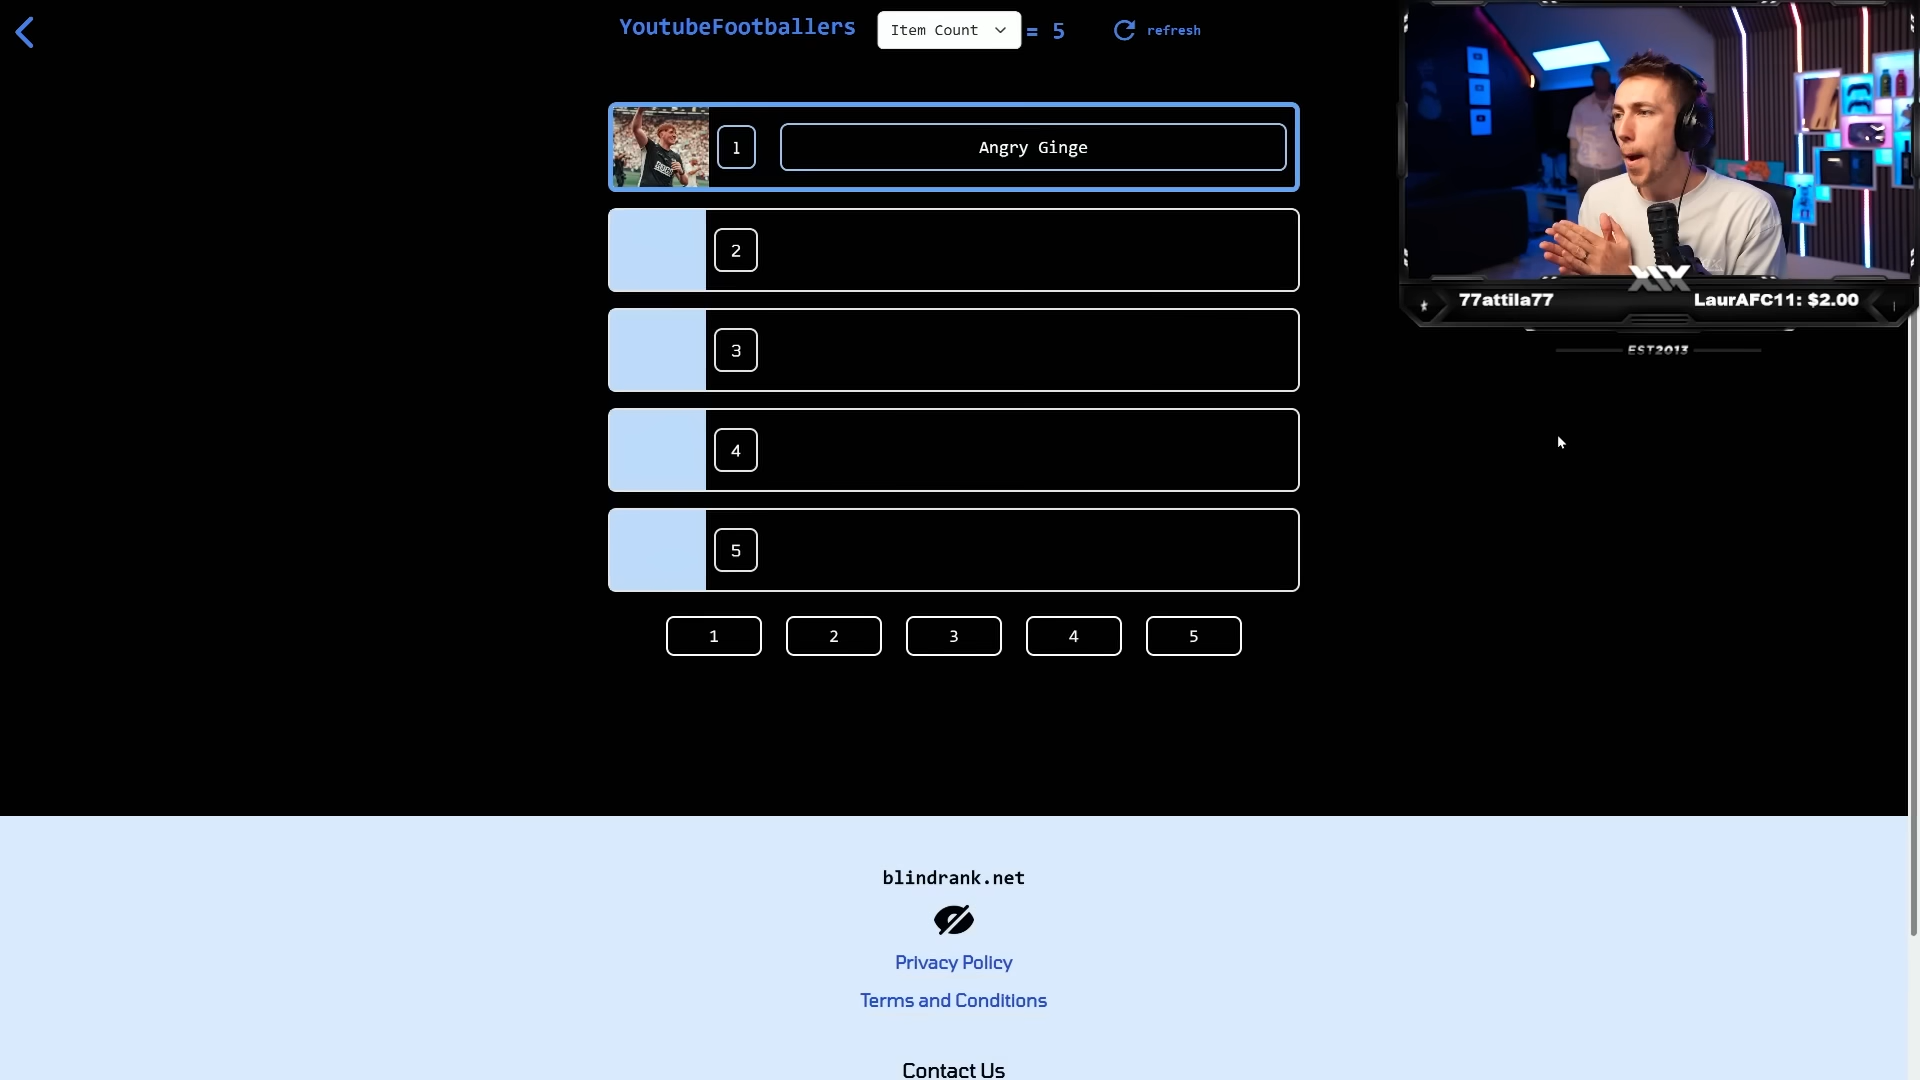 YoutubeFootballers
Item Count
= 5
refresh
1
Angry Ginge
2
3
4
5
1 2 3 4 5
77attila77
LaurAFC11: $2.00
EST2013
blindrank.net
Privacy Policy
Terms and Conditions
Contact Us